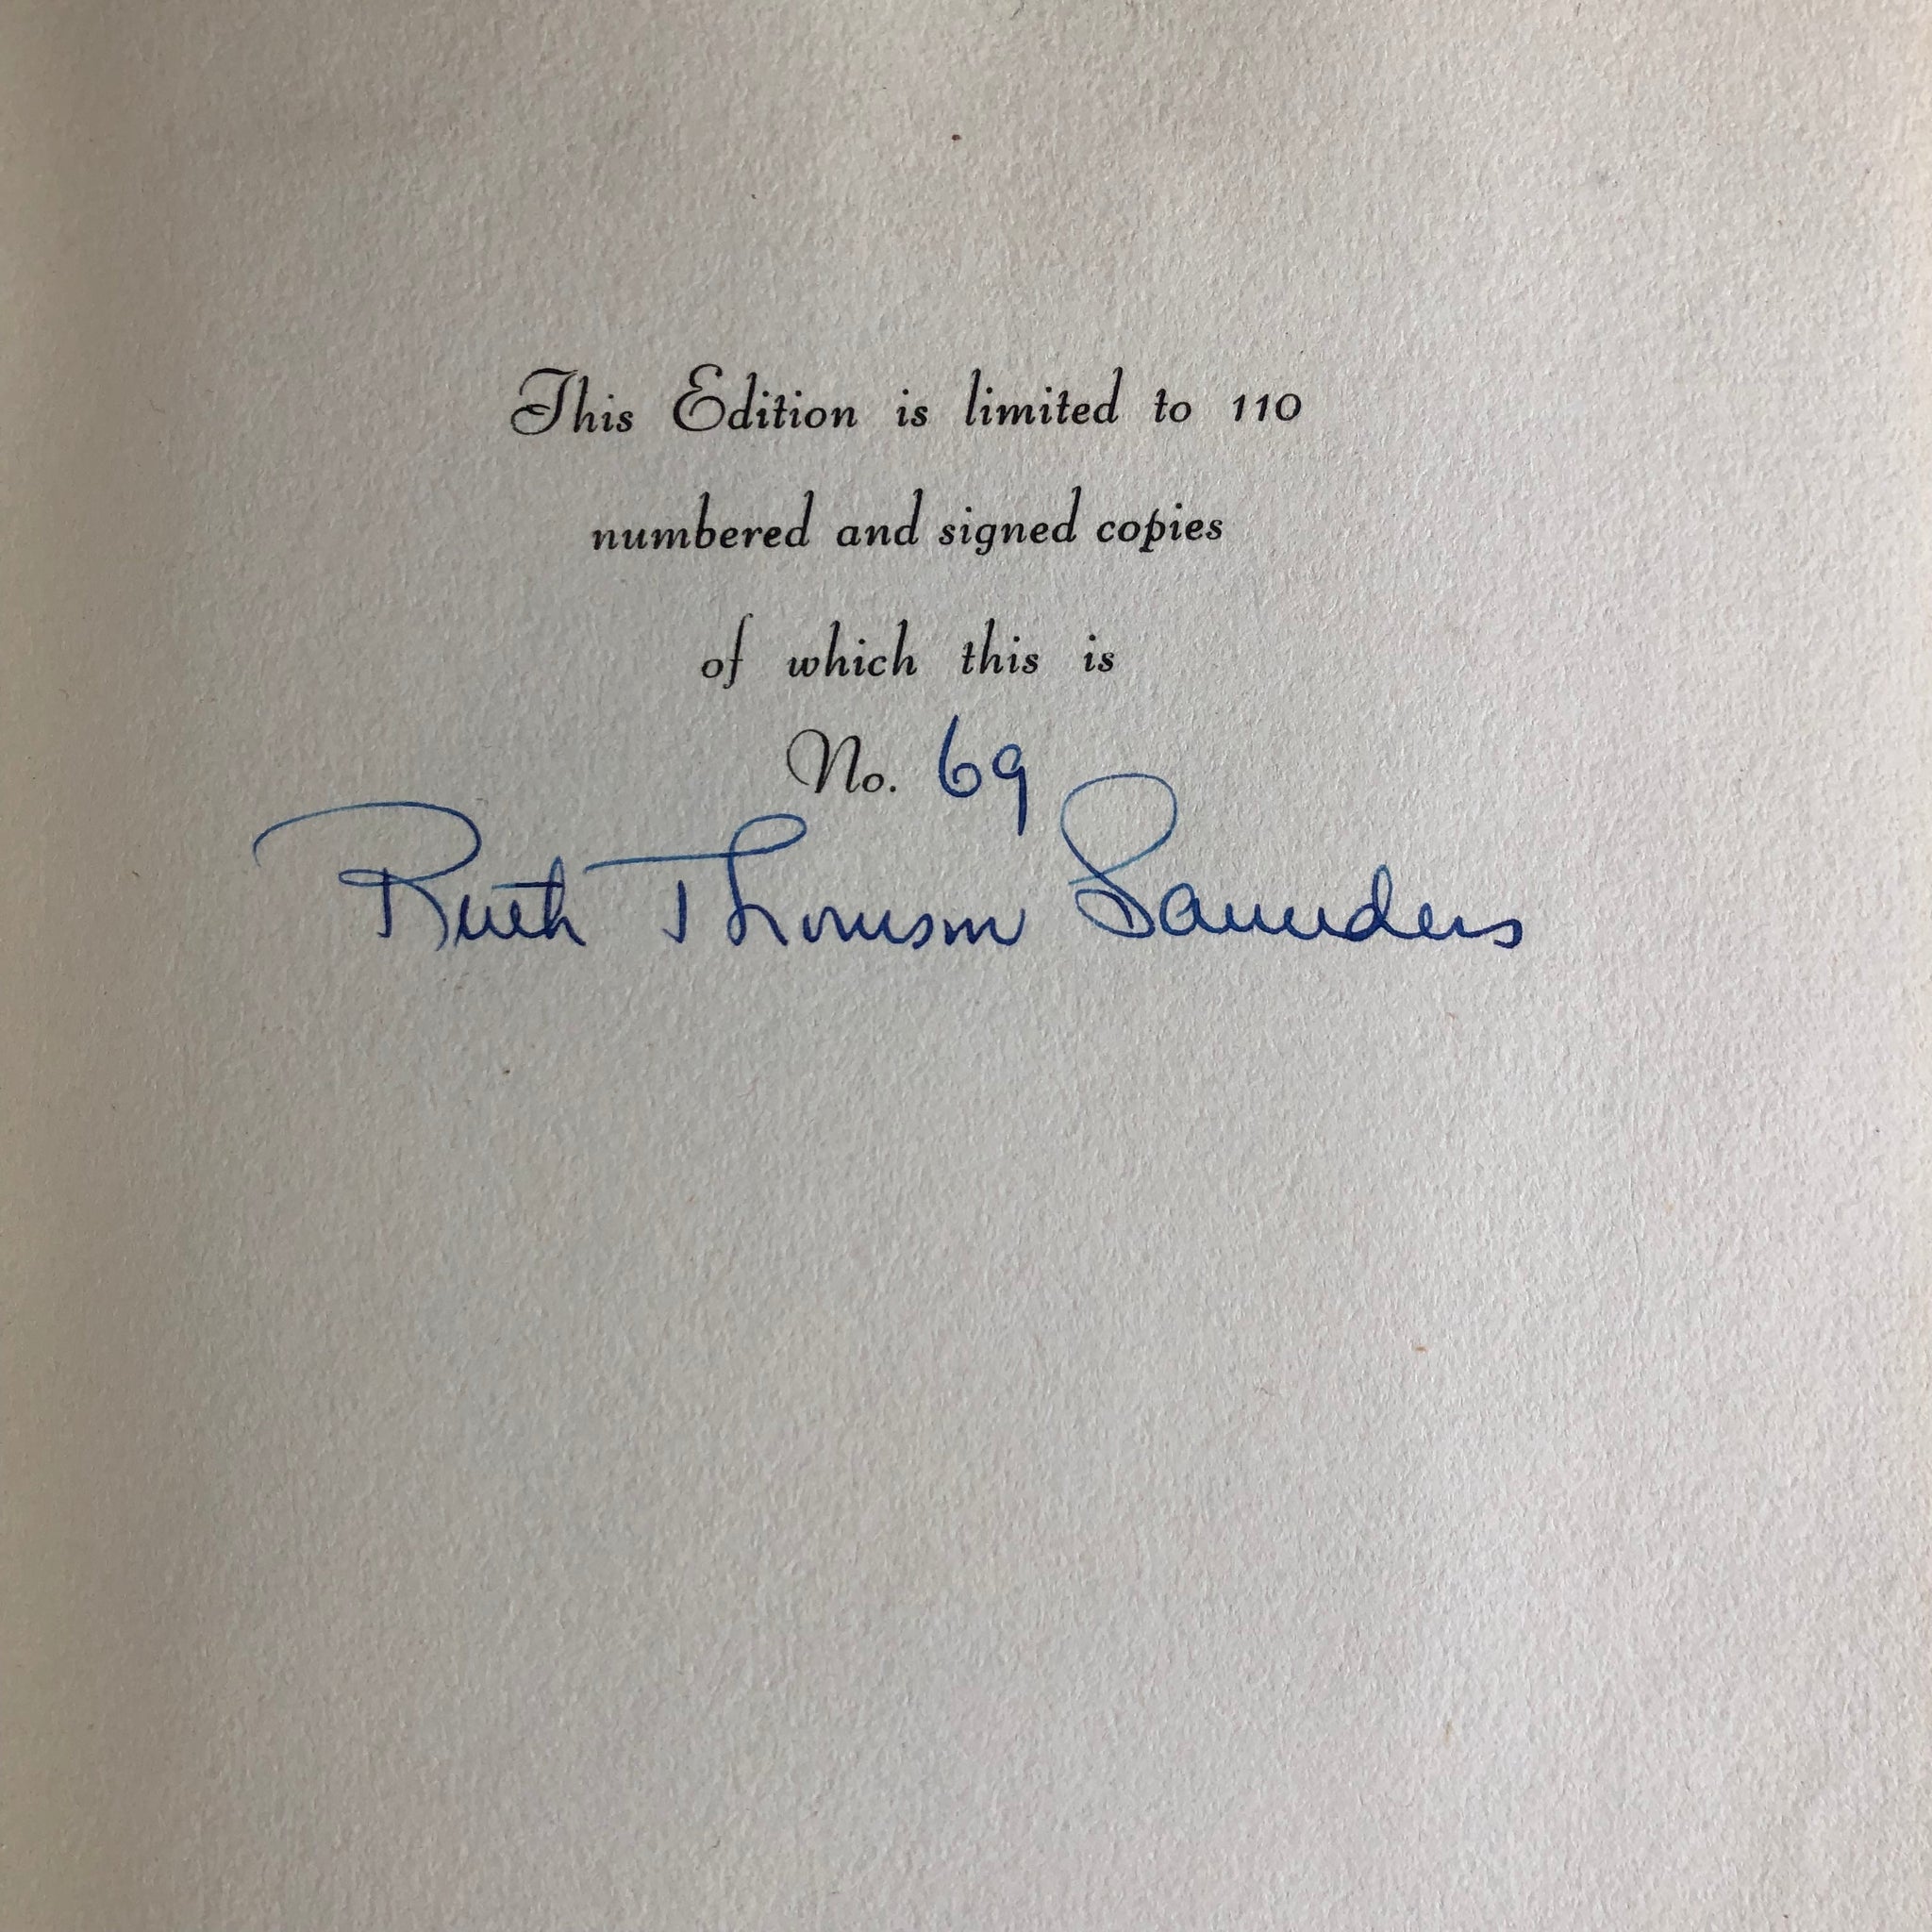 This Edition is limited to 110
numbered and signed copies
of which this is
No. 69
Ruth Thomson Saunders